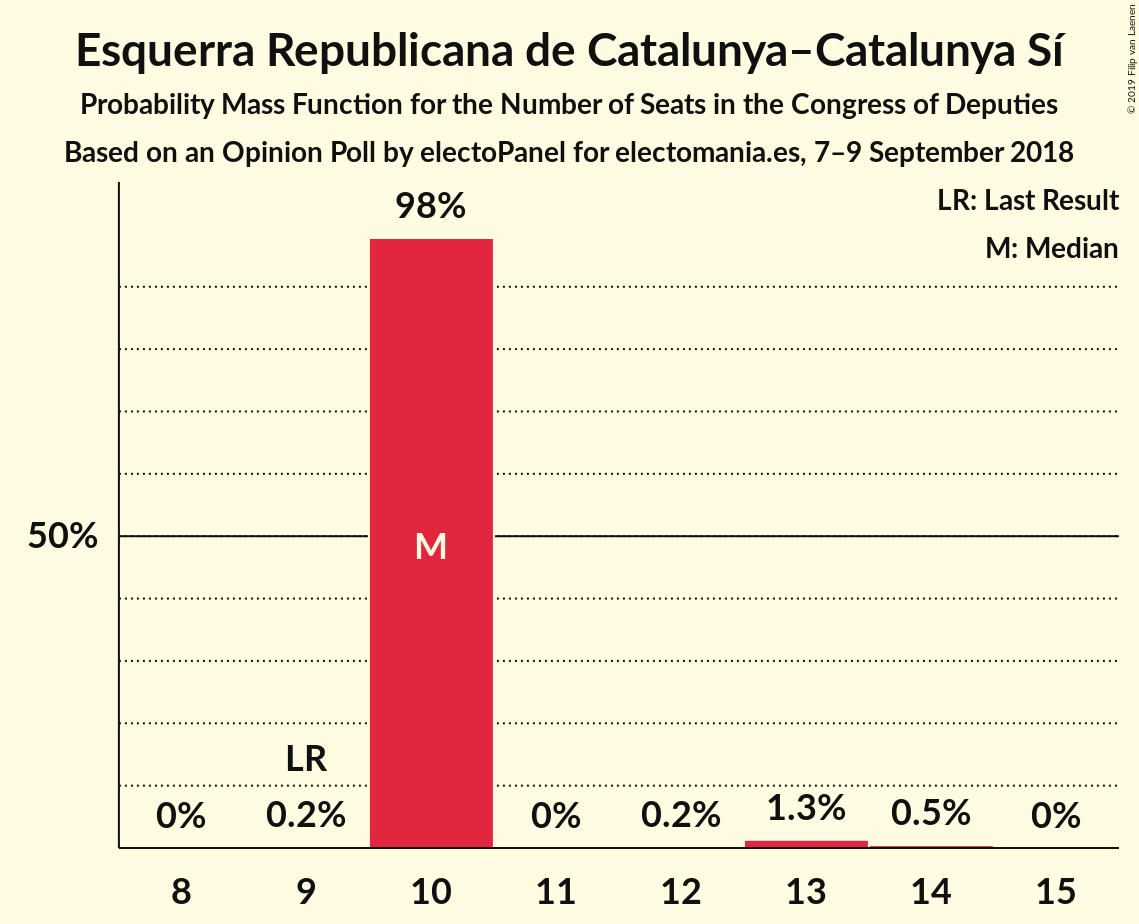 Esquerra Republicana de Catalunya–Catalunya Sí
Probability Mass Function for the Number of Seats in the Congress of Deputies
Based on an Opinion Poll by electoPanel for electomania.es, 7–9 September 2018
© 2019 Filip van Laenen
LR: Last Result
M: Median
98%
50%
M
LR
0% 0.2% 0% 0.2% 1.3% 0.5% 0%
8 9 10 11 12 13 14 15